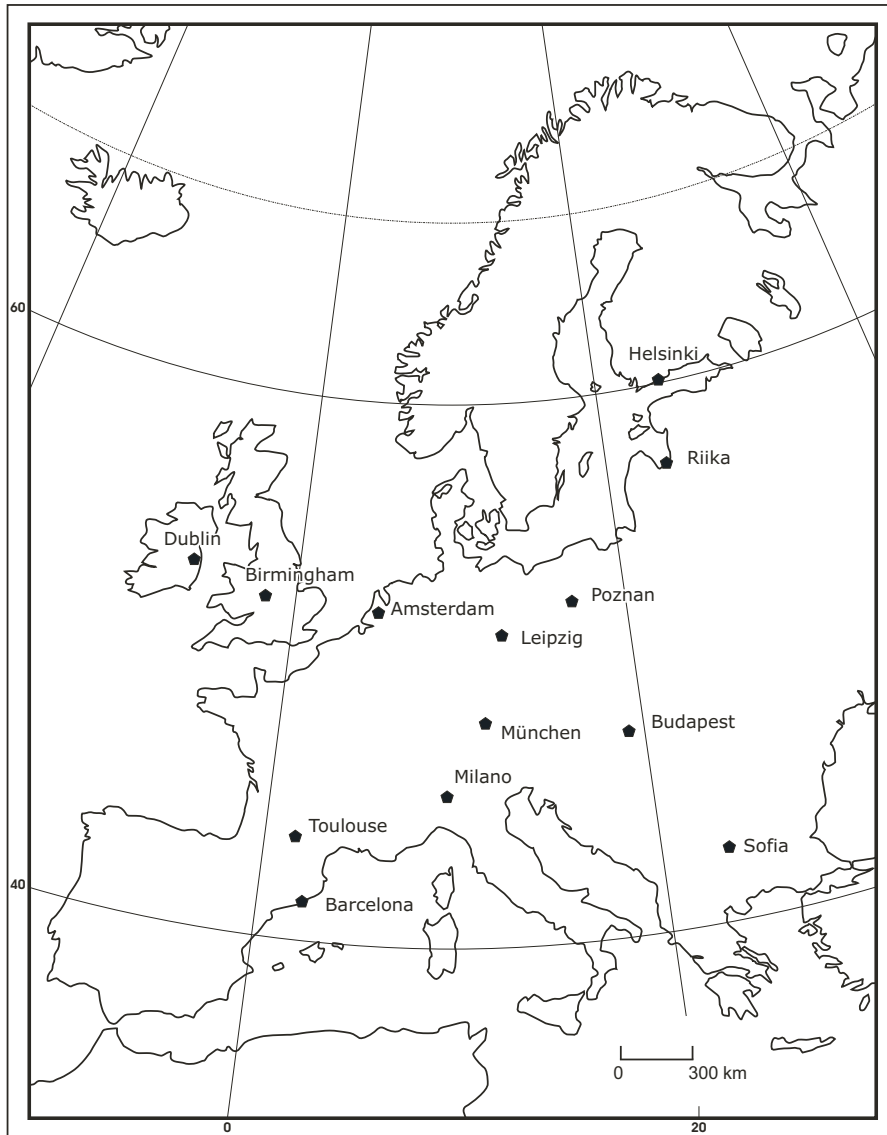 60
Helsinki
Riika
Dublin
Birmingham
Amsterdam
Poznan
Leipzig
München
Budapest
Milano
Toulouse
Sofia
40
Barcelona
0 300 km
0 20